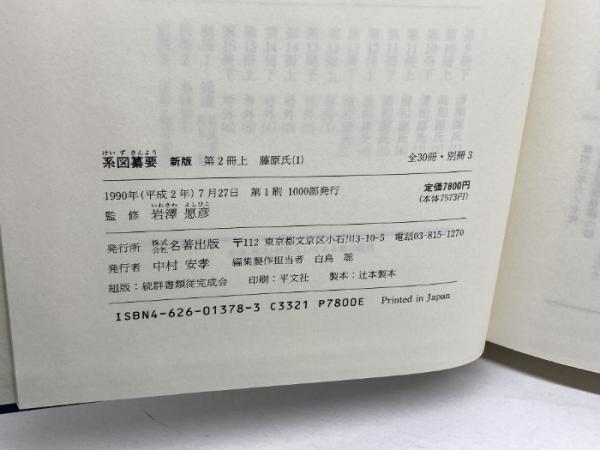 けいずさんよう
系図纂要 新版 第2冊上 藤原氏(1) 全30冊・別冊3
1990年(平成2年)7月27日 第1刷 1000部発行 定価7800円
(本体7573円)
いわさわ よしひこ
監修 岩澤 愿彦
発行所 株式会社 名著出版 〒112 東京都文京区小石川3-10-5 電話03-815-1270
発行者 中村 安孝 編集製作担当者 白鳥 聡
組版:続群書類従完成会 印刷:平文社 製本:辻本製本
ISBN4-626-01378-3 C3321 P7800E Printed in Japan